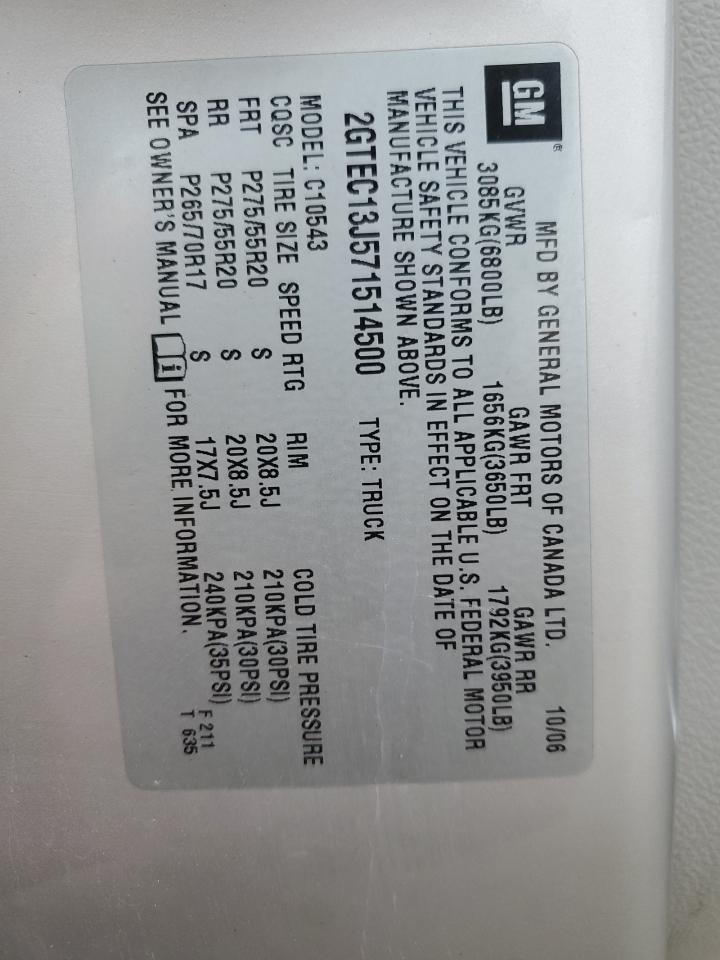 GM®
MFD BY GENERAL MOTORS OF CANADA LTD. 10/06
GVWR GAWR FRT GAWR RR
3085KG(6800LB) 1656KG(3650LB) 1792KG(3950LB)
THIS VEHICLE CONFORMS TO ALL APPLICABLE U.S. FEDERAL MOTOR
VEHICLE SAFETY STANDARDS IN EFFECT ON THE DATE OF
MANUFACTURE SHOWN ABOVE.
2GTEC13J571514500 TYPE: TRUCK
MODEL: C10543
CQSC TIRE SIZE SPEED RTG RIM COLD TIRE PRESSURE
FRT P275/55R20 S 20X8.5J 210KPA(30PSI)
RR P275/55R20 S 20X8.5J 210KPA(30PSI)
SPA P265/70R17 S 17X7.5J 240KPA(35PSI)
SEE OWNER'S MANUAL i FOR MORE INFORMATION.
F 211
T 635